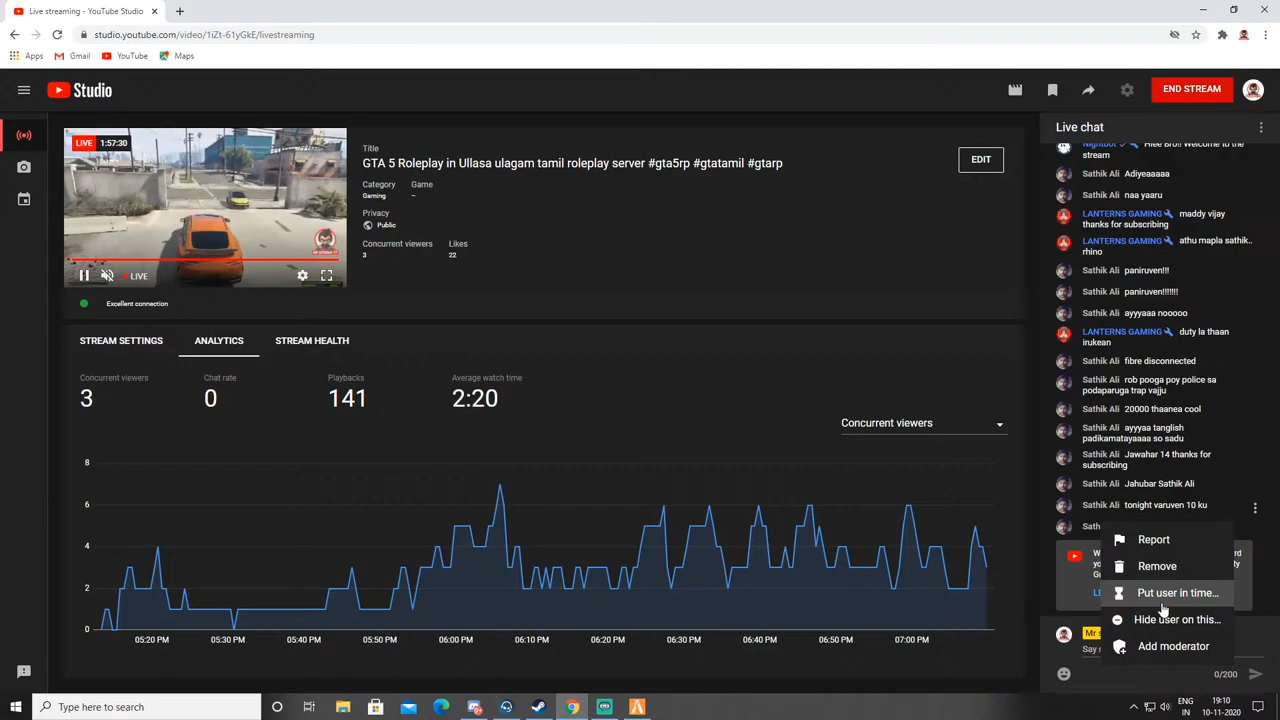 Live streaming - YouTube Studio
studio.youtube.com/video/1iZt-61yGkE/livestreaming
Apps Gmail YouTube Maps
Studio
END STREAM
LIVE 1:57:30
LIVE
Title
GTA 5 Roleplay in Ullasa ulagam tamil roleplay server #gta5rp #gtatamil #gtarp
EDIT
Category Game
Gaming –
Privacy
Public
Concurrent viewers Likes
3 22
Excellent connection
STREAM SETTINGS ANALYTICS STREAM HEALTH
Concurrent viewers Chat rate Playbacks Average watch time
3 0 141 2:20
Concurrent viewers
8
6
4
2
0
05:20 PM 05:30 PM 05:40 PM 05:50 PM 06:00 PM 06:10 PM 06:20 PM 06:30 PM 06:40 PM 06:50 PM 07:00 PM
Live chat
Nightbot Hiee Bro!! Welcome to the
stream
Sathik Ali Adiyeaaaaa
Sathik Ali naa yaaru
LANTERNS GAMING maddy vijay
thanks for subscribing
LANTERNS GAMING athu mapla sathik..
rhino
Sathik Ali paniruven!!!
Sathik Ali paniruven!!!!!!!
Sathik Ali ayyyaaa nooooo
LANTERNS GAMING duty la thaan
irukean
Sathik Ali fibre disconnected
Sathik Ali rob pooga poy police sa
podaparuga trap vajju
Sathik Ali 20000 thaanea cool
Sathik Ali ayyyaa tanglish
padikamatayaaaa so sadu
Sathik Ali Jawahar 14 thanks for
subscribing
Sathik Ali Jahubar Sathik Ali
Sathik Ali tonight varuven 10 ku
Sath
Report
Remove
Put user in time...
Hide user on this...
Add moderator
Mr s
Say s
0/200
Type here to search
ENG
IN
19:10
10-11-2020